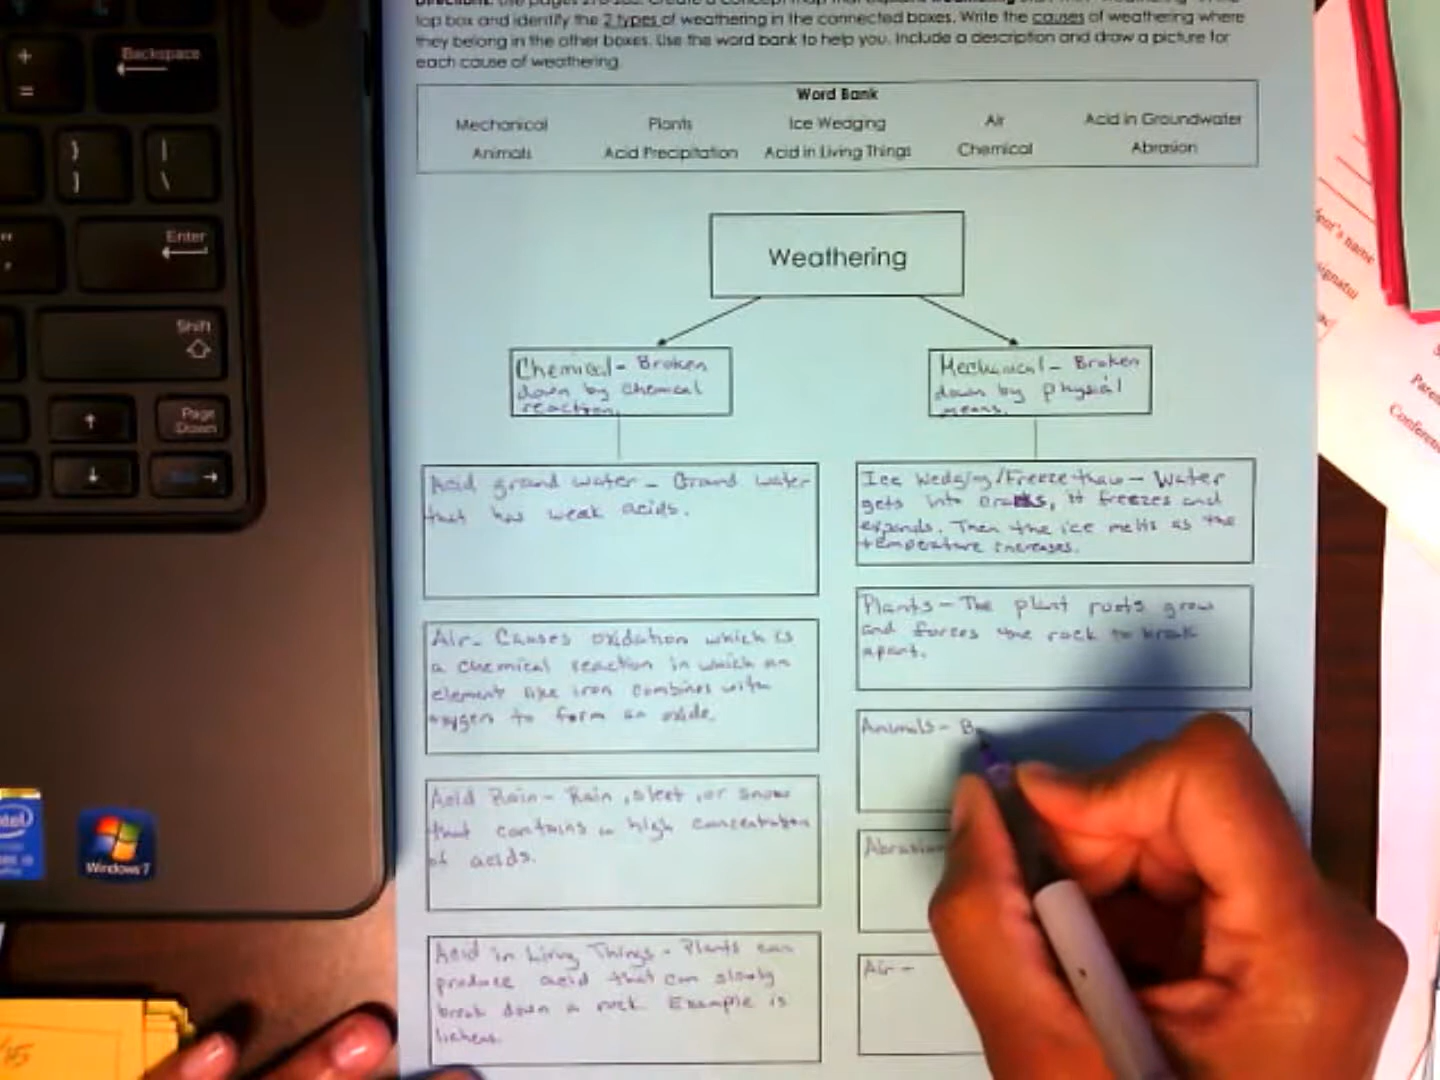 top box and identify the 2 types of weathering in the connected boxes. Write the causes of weathering where
they belong in the other boxes. Use the word bank to help you. Include a description and draw a picture for
each cause of weathering.
Word Bank
Mechanical Plants Ice Wedging Air Acid in Groundwater
Animals Acid Precipitation Acid in Living Things Chemical Abrasion
Weathering
Chemical - Broken
down by chemical
reaction.
Mechanical - Broken
down by physical
means.
Acid ground water - Ground water
that has weak acids.
Air - Causes oxidation which is
a chemical reaction in which an
element like iron combines with
oxygen to form an oxide.
Acid Rain - Rain, sleet, or snow
that contains a high concentration
of acids.
Acid in Living Things - Plants can
produce acid that can slowly
break down a rock. Example is
lichens.
Ice Wedging/Freeze thaw - Water
gets into cracks, it freezes and
expands. Then the ice melts as the
temperature increases.
Plants - The plant roots grow
and forces the rock to break
apart.
Animals - B
Abrasion
Air -
+
=
Backspace
}
]
|
\
"
,
Enter
Shift
Page
Down
intel
Windows 7
ent's name
Conferenc